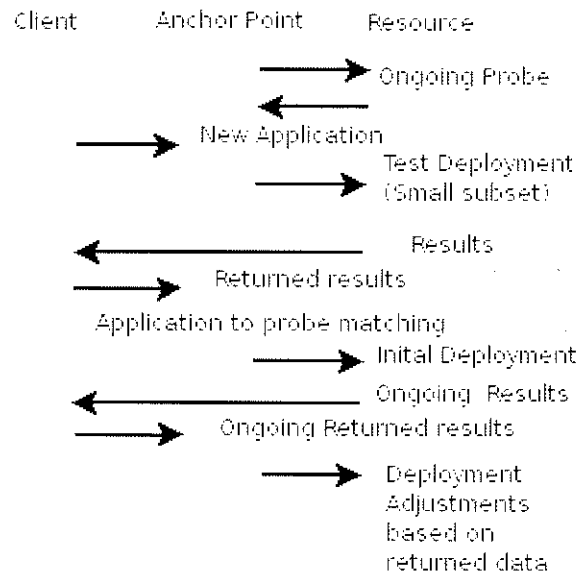 Client Anchor Point Resource
Ongoing Probe
New Application
Test Deployment
(Small subset)
Results
Returned results
Application to probe matching
Inital Deployment
Ongoing Results
Ongoing Returned results
Deployment
Adjustments
based on
returned data